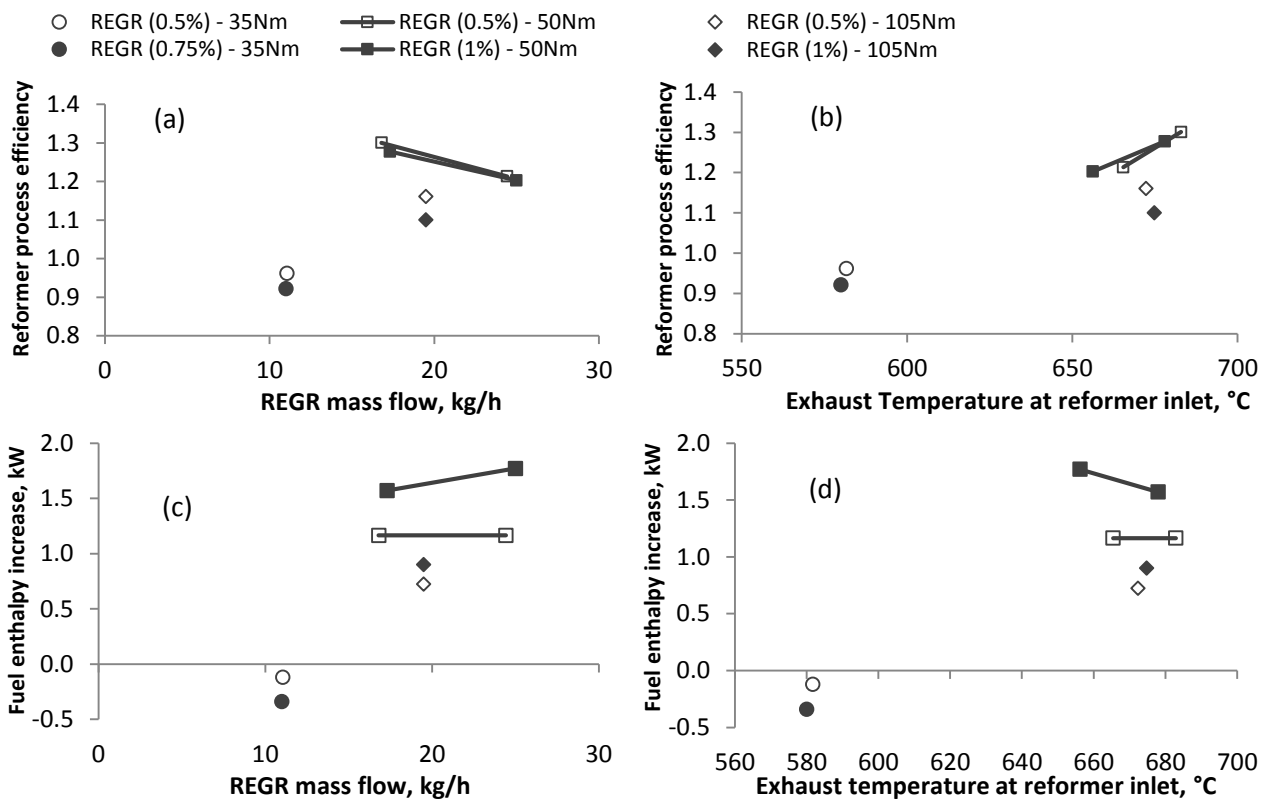 REGR (0.5%) - 35Nm
REGR (0.5%) - 50Nm
REGR (0.5%) - 105Nm
REGR (0.75%) - 35Nm
REGR (1%) - 50Nm
REGR (1%) - 105Nm
Reformer process efficiency
1.4
1.3
1.2
1.1
1.0
0.9
0.8
(a)
0
10
20
30
REGR mass flow, kg/h
Reformer process efficiency
1.4
1.3
1.2
1.1
1.0
0.9
0.8
(b)
550
600
650
700
Exhaust Temperature at reformer inlet, °C
Fuel enthalpy increase, kW
2.0
1.5
1.0
0.5
0.0
-0.5
(c)
0
10
20
30
REGR mass flow, kg/h
Fuel enthalpy increase, kW
2.0
1.5
1.0
0.5
0.0
-0.5
(d)
560
580
600
620
640
660
680
700
Exhaust temperature at reformer inlet, °C